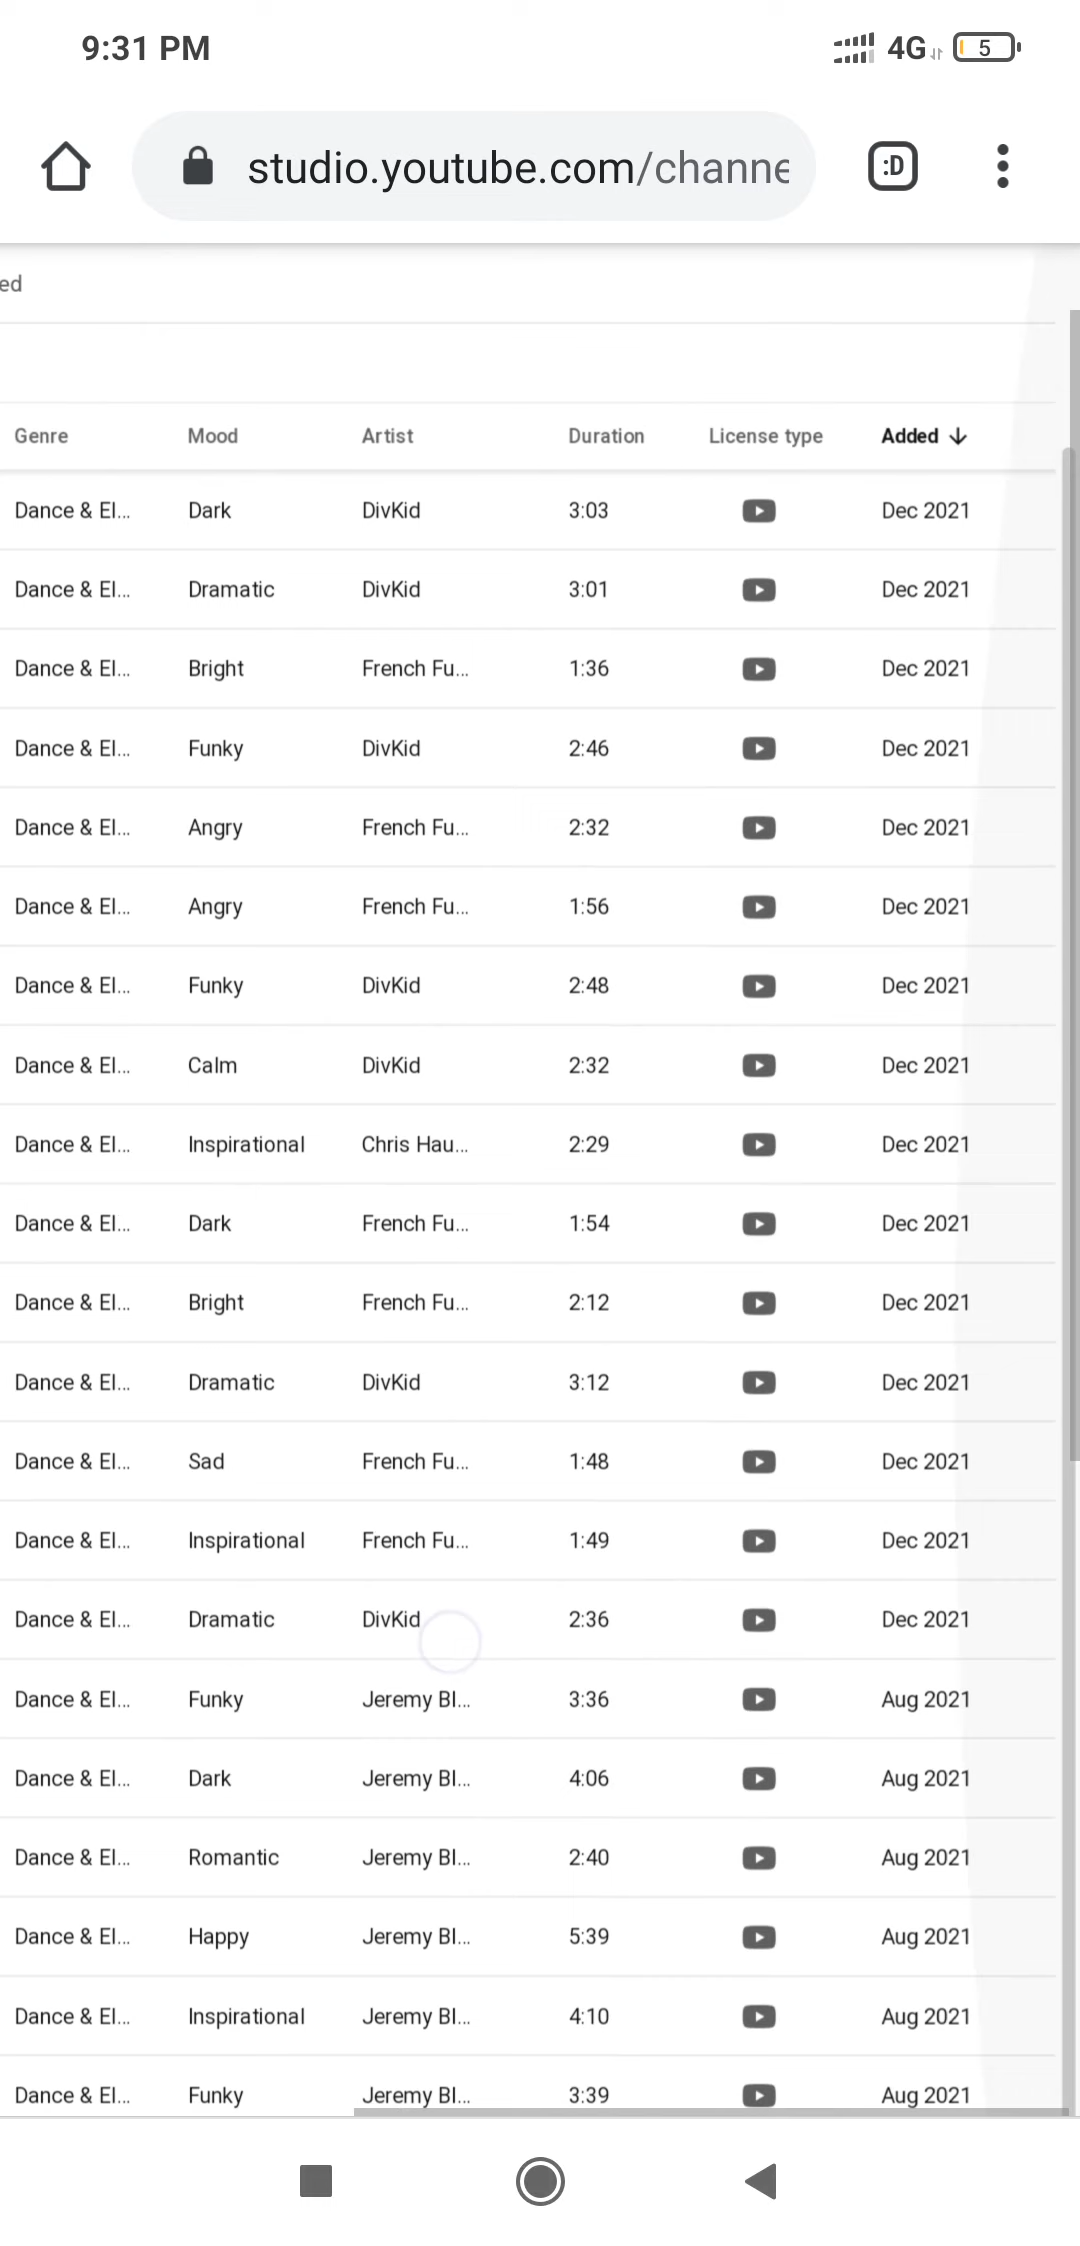 9:31 PM 4G 5
studio.youtube.com/channe :D
ed
Genre Mood Artist Duration License type Added
Dance & El... Dark DivKid 3:03 Dec 2021
Dance & El... Dramatic DivKid 3:01 Dec 2021
Dance & El... Bright French Fu... 1:36 Dec 2021
Dance & El... Funky DivKid 2:46 Dec 2021
Dance & El... Angry French Fu... 2:32 Dec 2021
Dance & El... Angry French Fu... 1:56 Dec 2021
Dance & El... Funky DivKid 2:48 Dec 2021
Dance & El... Calm DivKid 2:32 Dec 2021
Dance & El... Inspirational Chris Hau... 2:29 Dec 2021
Dance & El... Dark French Fu... 1:54 Dec 2021
Dance & El... Bright French Fu... 2:12 Dec 2021
Dance & El... Dramatic DivKid 3:12 Dec 2021
Dance & El... Sad French Fu... 1:48 Dec 2021
Dance & El... Inspirational French Fu... 1:49 Dec 2021
Dance & El... Dramatic DivKid 2:36 Dec 2021
Dance & El... Funky Jeremy Bl... 3:36 Aug 2021
Dance & El... Dark Jeremy Bl... 4:06 Aug 2021
Dance & El... Romantic Jeremy Bl... 2:40 Aug 2021
Dance & El... Happy Jeremy Bl... 5:39 Aug 2021
Dance & El... Inspirational Jeremy Bl... 4:10 Aug 2021
Dance & El... Funky Jeremy Bl... 3:39 Aug 2021